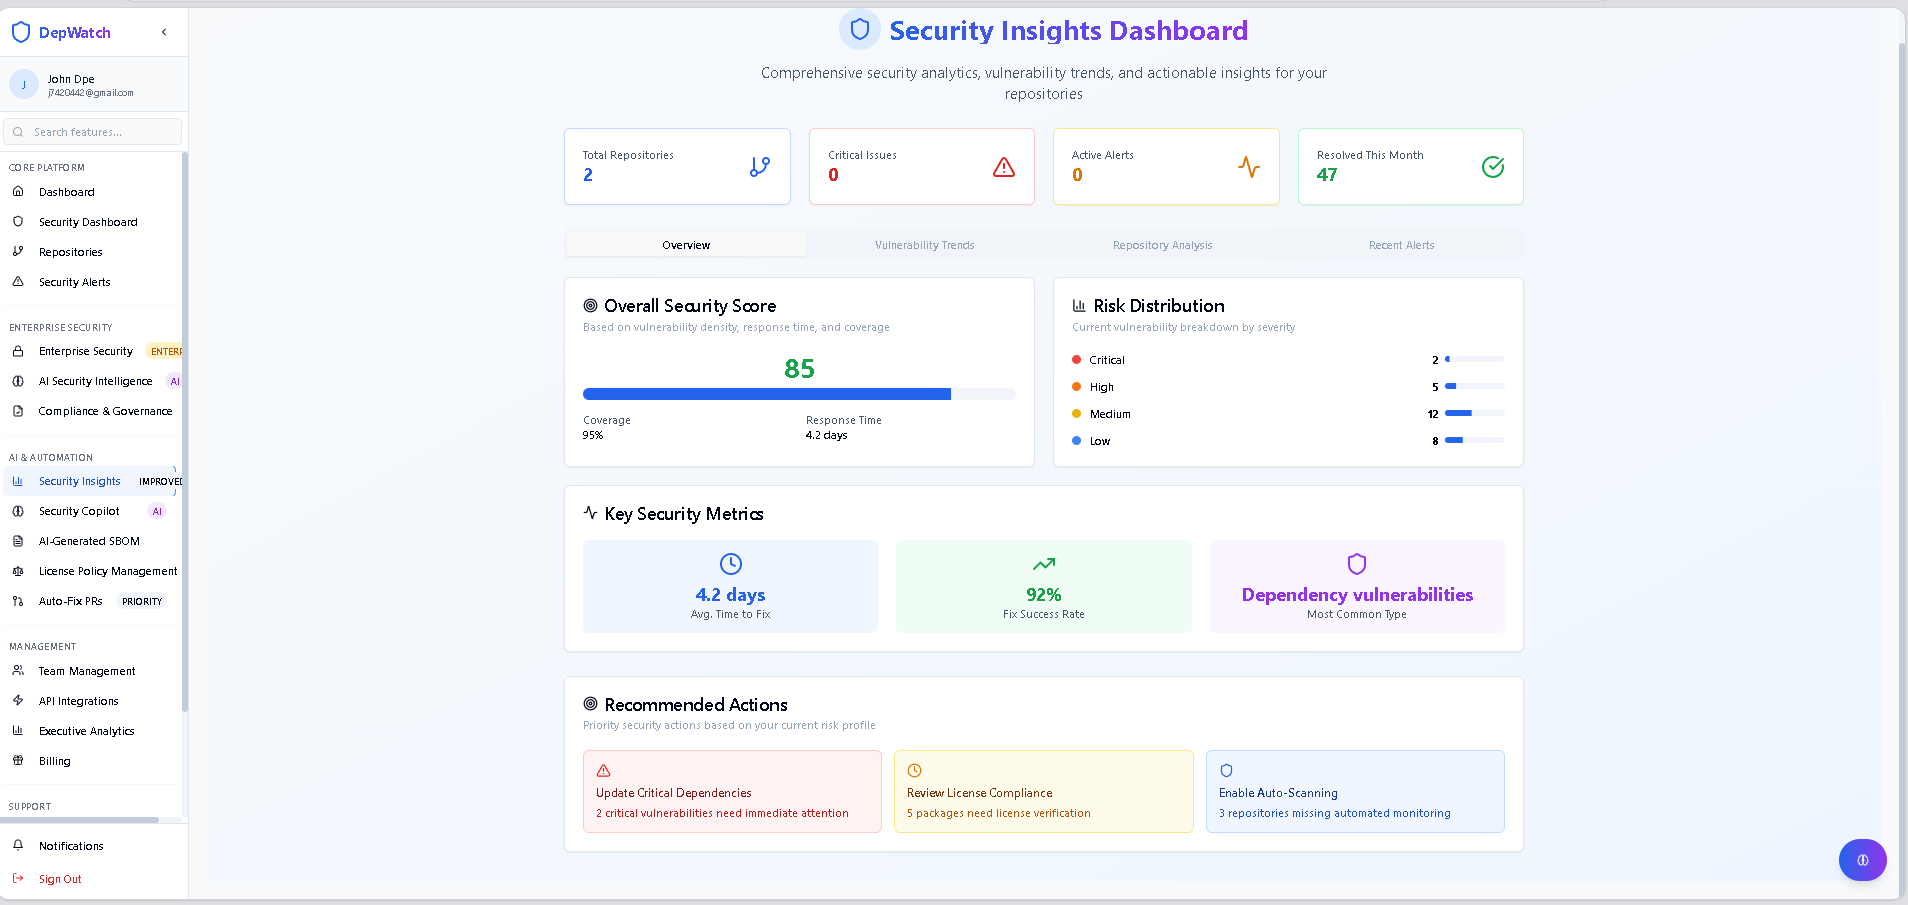 DepWatch
J
John Dpe
j7420442@gmail.com
Search features...
CORE PLATFORM
Dashboard
Security Dashboard
Repositories
Security Alerts
ENTERPRISE SECURITY
Enterprise Security ENTERP
AI Security Intelligence AI
Compliance & Governance
AI & AUTOMATION
Security Insights IMPROVED
Security Copilot AI
AI-Generated SBOM
License Policy Management
Auto-Fix PRs PRIORITY
MANAGEMENT
Team Management
API Integrations
Executive Analytics
Billing
SUPPORT
Notifications
Sign Out
Security Insights Dashboard
Comprehensive security analytics, vulnerability trends, and actionable insights for your
repositories
Total Repositories
2
Critical Issues
0
Active Alerts
0
Resolved This Month
47
Overview
Vulnerability Trends
Repository Analysis
Recent Alerts
Overall Security Score
Based on vulnerability density, response time, and coverage
85
Coverage
95%
Response Time
4.2 days
Risk Distribution
Current vulnerability breakdown by severity
Critical 2
High 5
Medium 12
Low 8
Key Security Metrics
4.2 days
Avg. Time to Fix
92%
Fix Success Rate
Dependency vulnerabilities
Most Common Type
Recommended Actions
Priority security actions based on your current risk profile
Update Critical Dependencies
2 critical vulnerabilities need immediate attention
Review License Compliance
5 packages need license verification
Enable Auto-Scanning
3 repositories missing automated monitoring